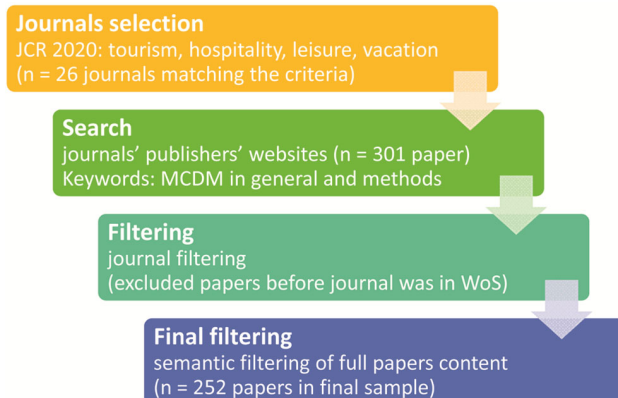 Journals selection
JCR 2020: tourism, hospitality, leisure, vacation
(n = 26 journals matching the criteria)
Search
journals’ publishers’ websites (n = 301 paper)
Keywords: MCDM in general and methods
Filtering
journal filtering
(excluded papers before journal was in WoS)
Final filtering
semantic filtering of full papers content
(n = 252 papers in final sample)